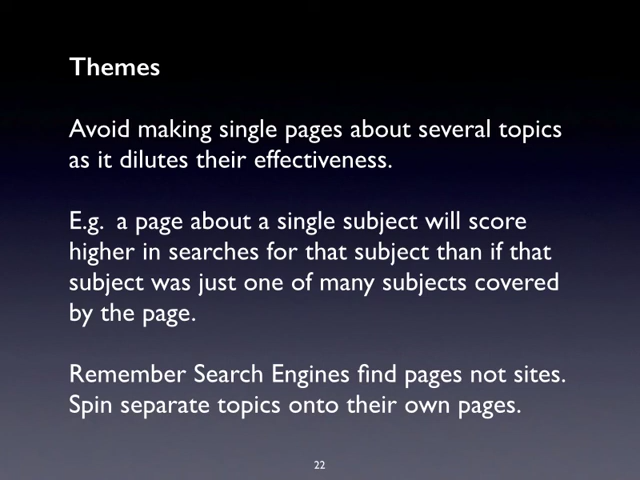 Themes
Avoid making single pages about several topics
as it dilutes their effectiveness.
E.g.  a page about a single subject will score
higher in searches for that subject than if that
subject was just one of many subjects covered
by the page.
Remember Search Engines find pages not sites.
Spin separate topics onto their own pages.
22